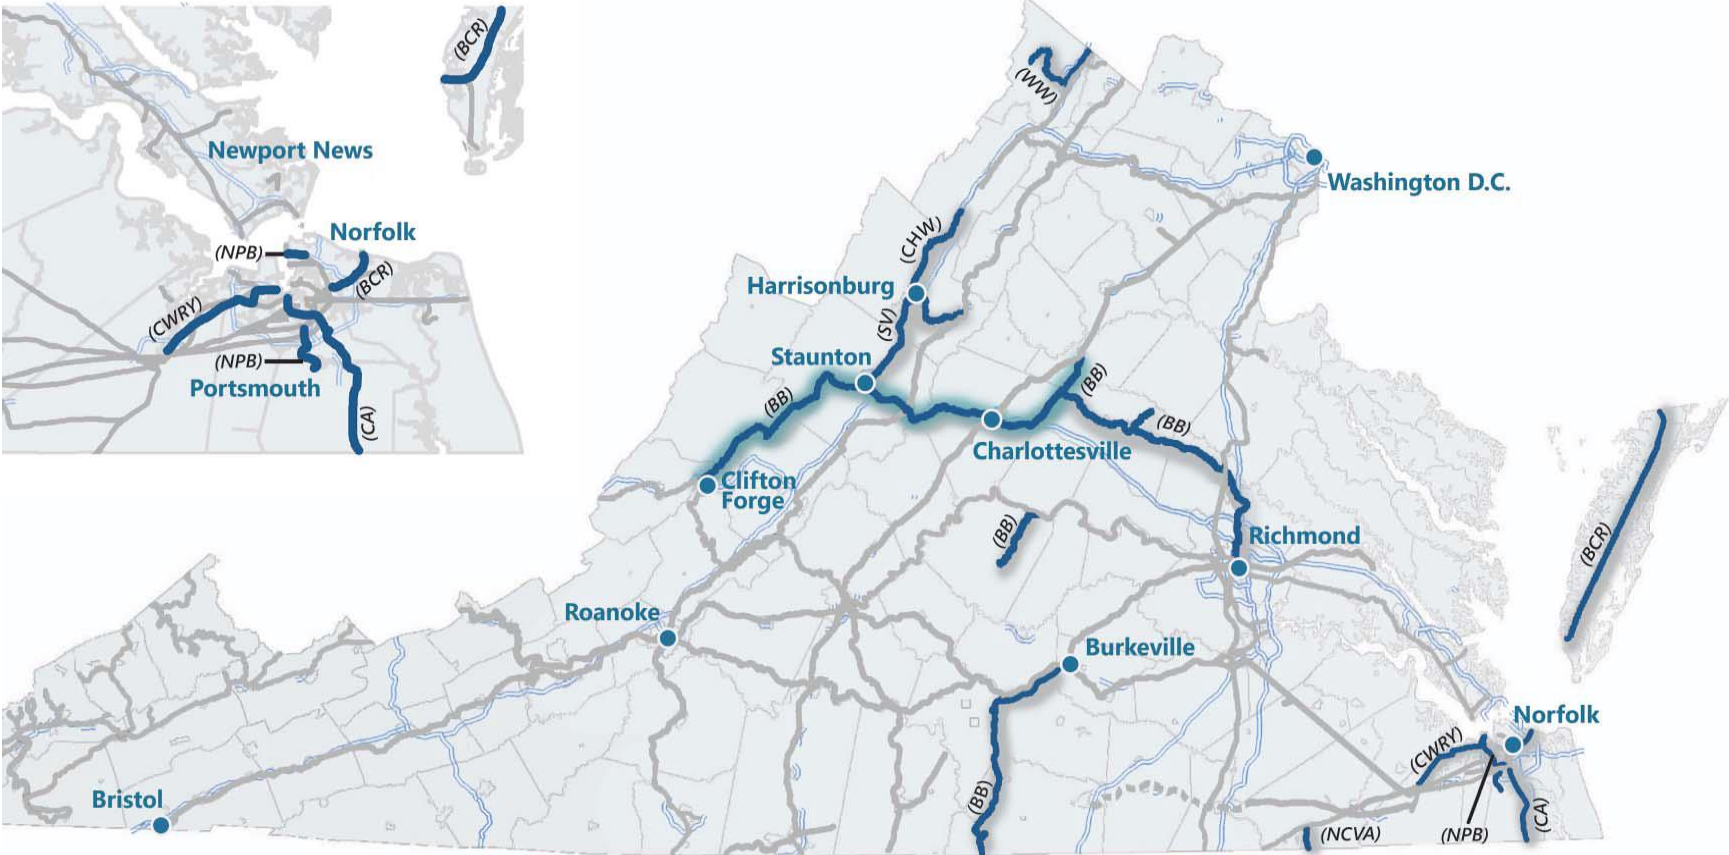 (BCR)
Newport News
Norfolk
(NPB)
(BCR)
(CWRY)
(NPB)
Portsmouth
(CA)
(WW)
Washington D.C.
(CHW)
Harrisonburg
(SV)
Staunton
(BB)
(BB)
(BB)
Charlottesville
Clifton
Forge
(BB)
Richmond
(BCR)
Roanoke
Burkeville
Norfolk
(CWRY)
Bristol
(BB)
(NCVA)
(NPB)
(CA)